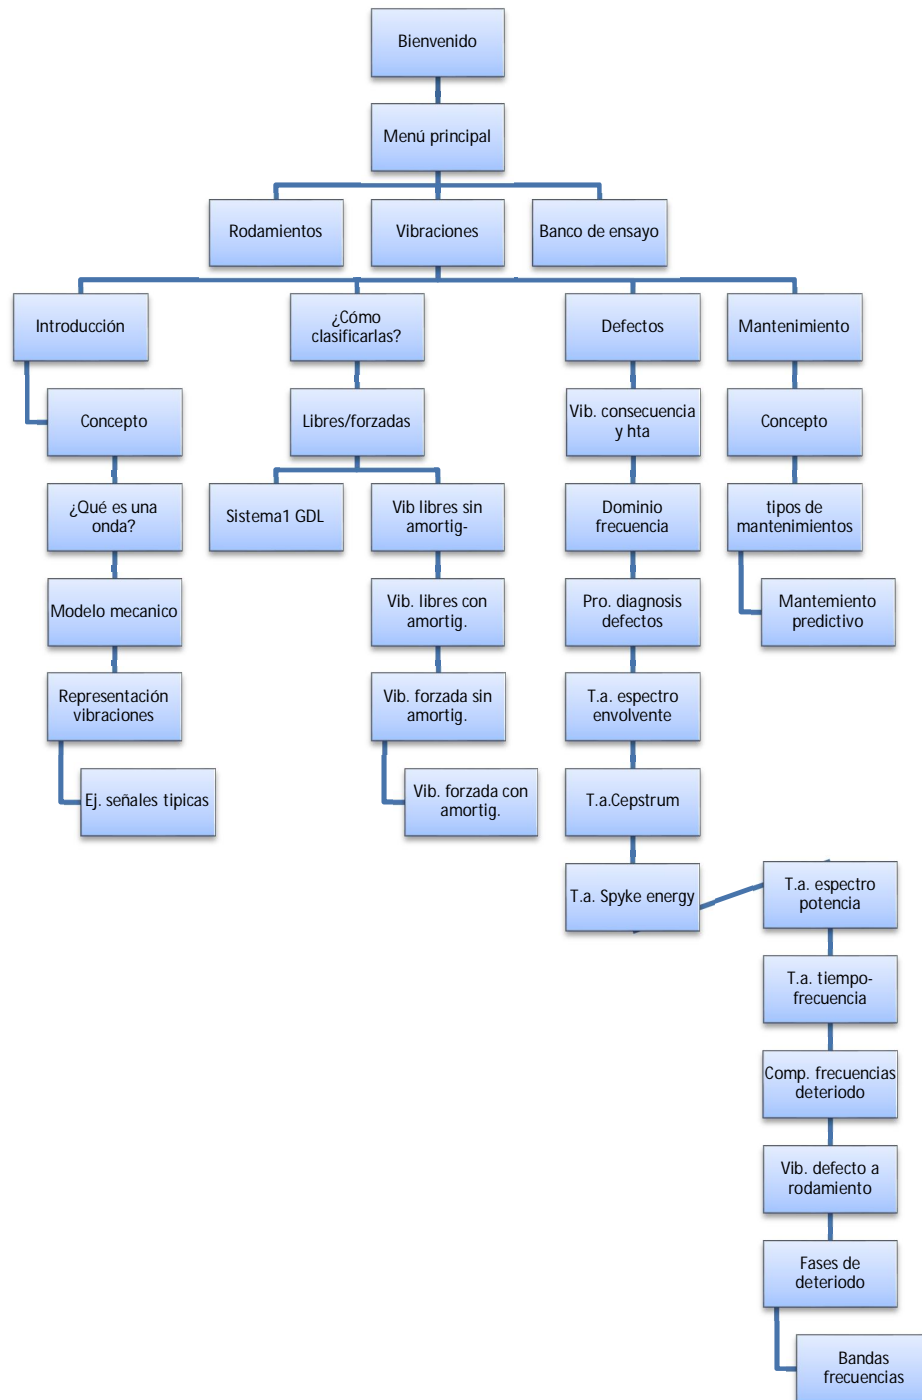 Bienvenido
Menú principal
Rodamientos
Vibraciones
Banco de ensayo
Introducción
¿Cómo
clasificarlas?
Defectos
Mantenimiento
Concepto
Libres/forzadas
Vib. consecuencia
y hta
Concepto
¿Qué es una
onda?
Sistema1 GDL
Vib libres sin
amortig-
Dominio
frecuencia
tipos de
mantenimientos
Modelo mecanico
Vib. libres con
amortig.
Pro. diagnosis
defectos
Mantemiento
predictivo
Representación
vibraciones
Vib. forzada sin
amortig.
T.a. espectro
envolvente
Ej. señales tipicas
Vib. forzada con
amortig.
T.a.Cepstrum
T.a. Spyke energy
T.a. espectro
potencia
T.a. tiempo-
frecuencia
Comp. frecuencias
deteriodo
Vib. defecto a
rodamiento
Fases de
deteriodo
Bandas
frecuencias